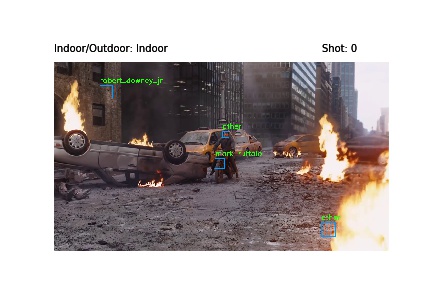 Indoor/Outdoor: Indoor
Shot: 0
robert_downey_jr
other
mark_ruffalo
other